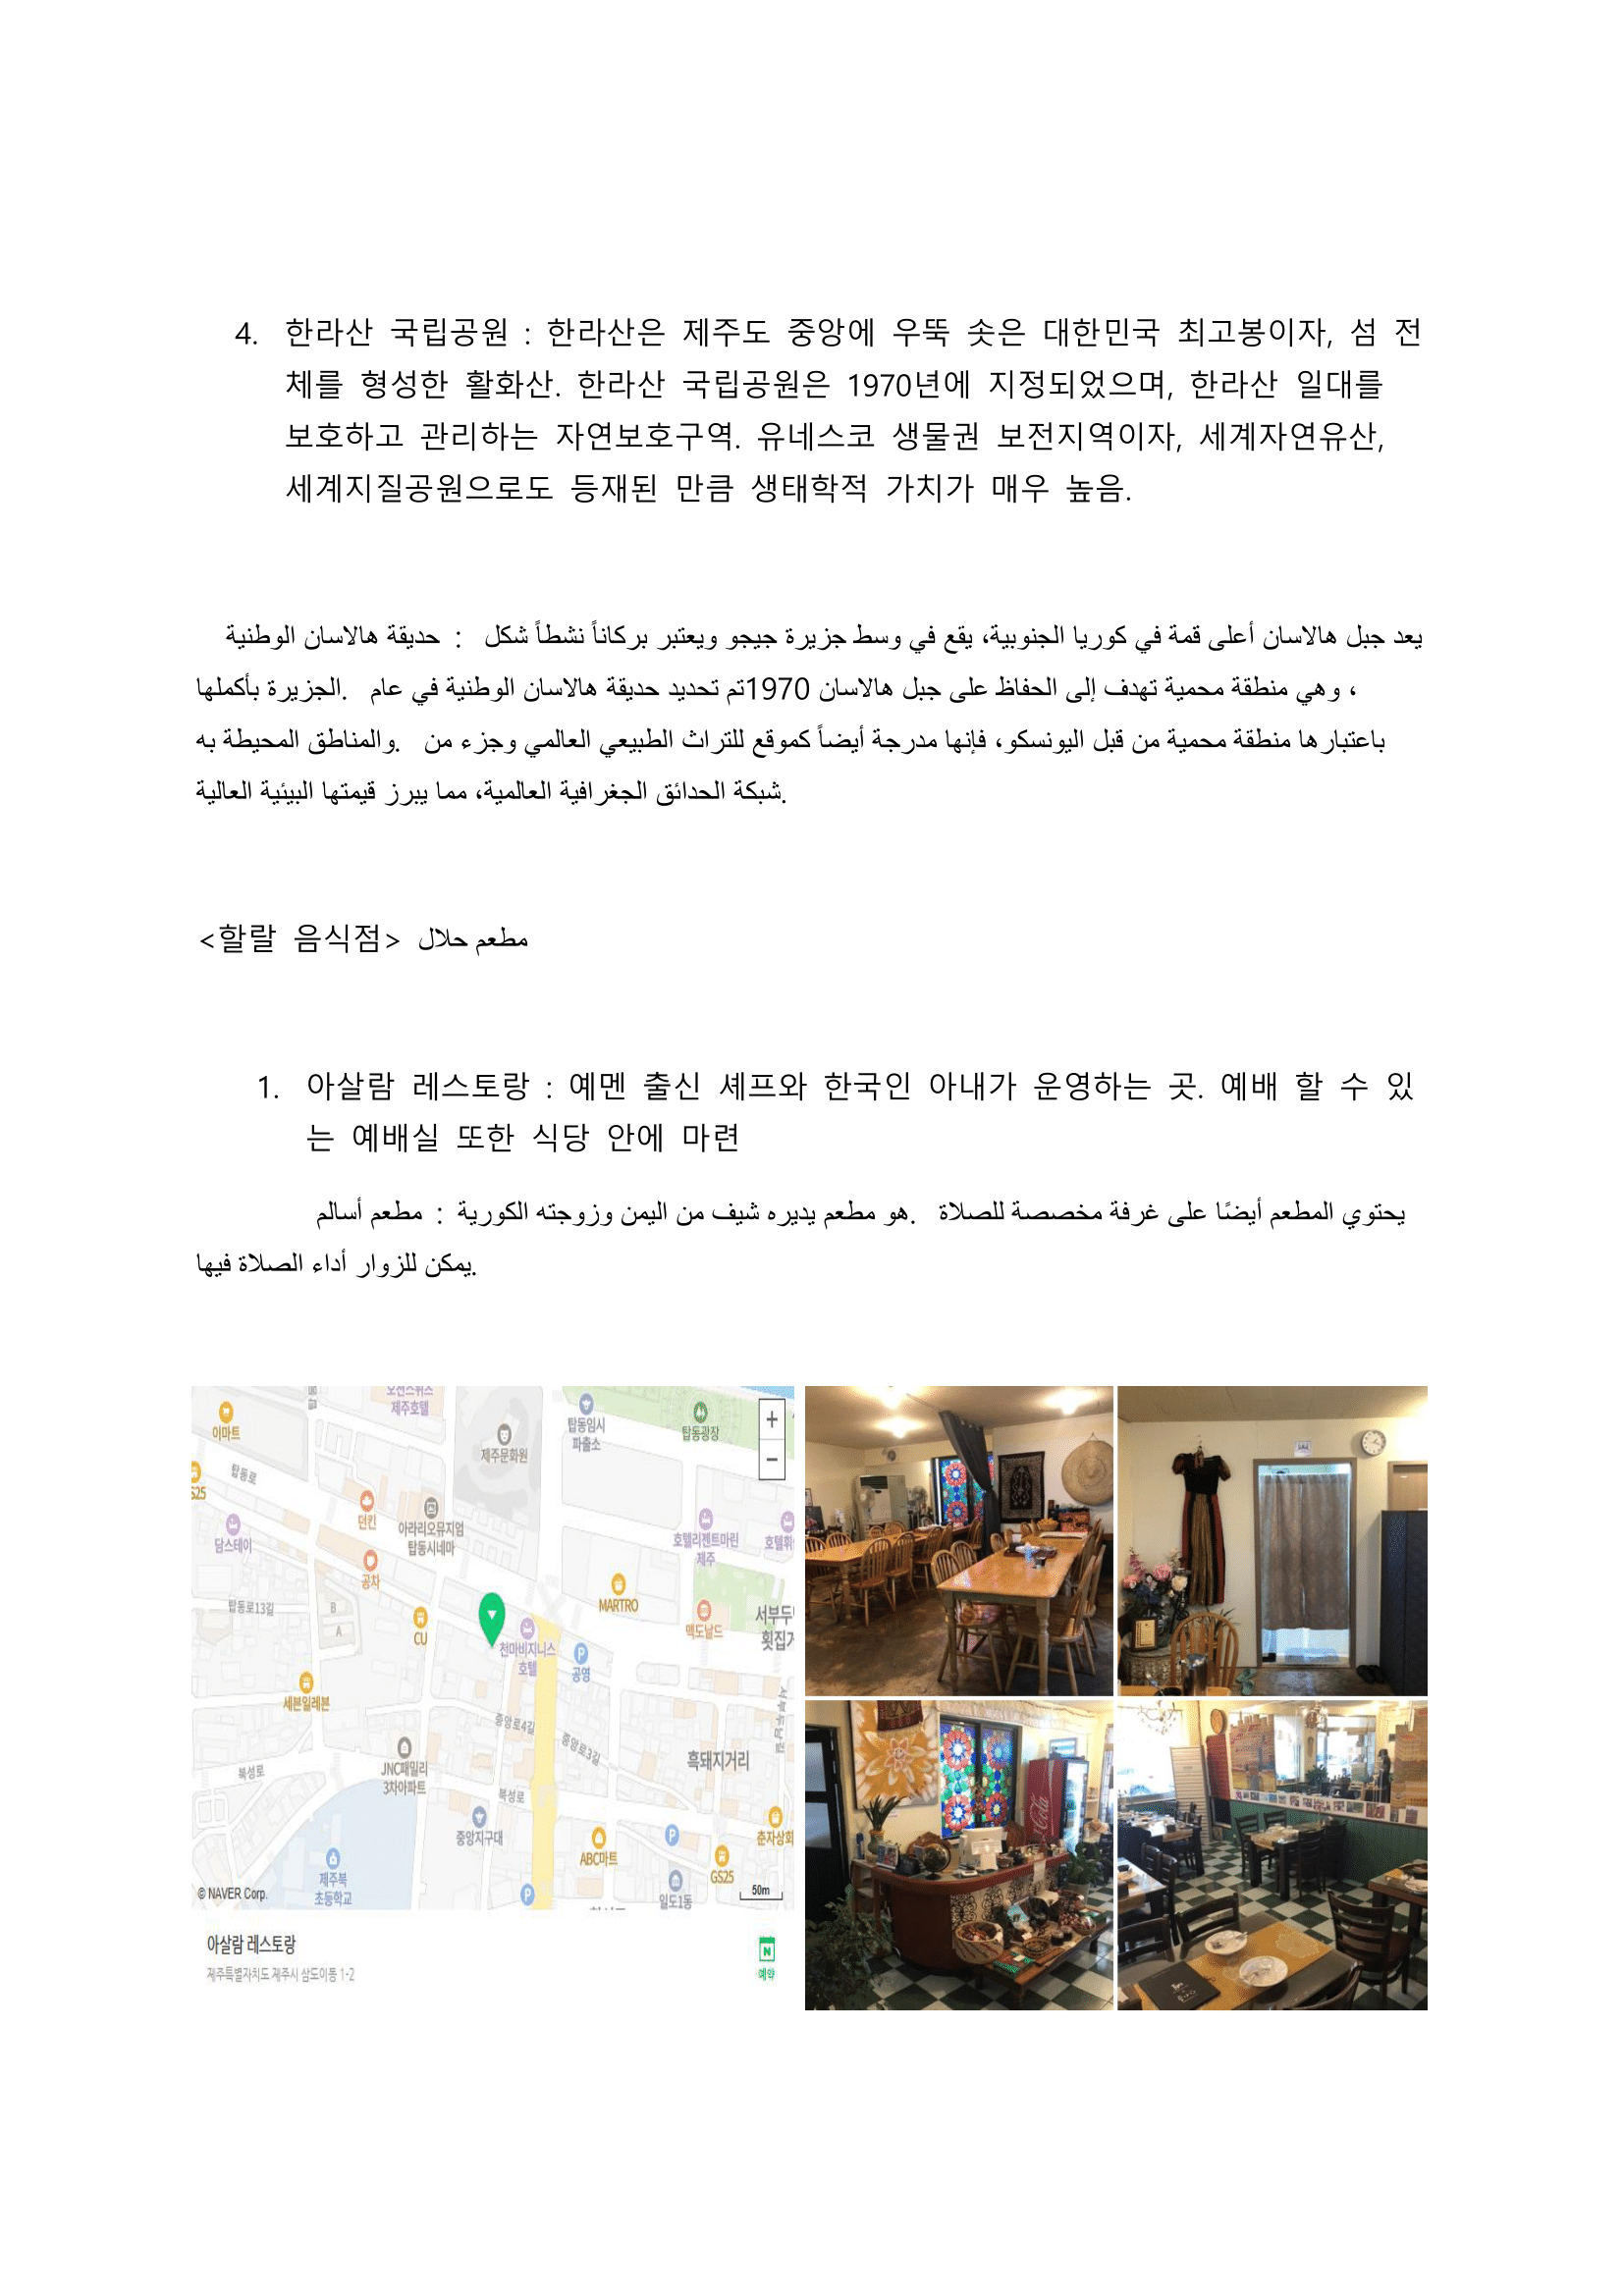 4. 한라산 국립공원 : 한라산은 제주도 중앙에 우뚝 솟은 대한민국 최고봉이자, 섬 전
체를 형성한 활화산. 한라산 국립공원은 1970년에 지정되었으며, 한라산 일대를
보호하고 관리하는 자연보호구역. 유네스코 생물권 보전지역이자, 세계자연유산,
세계지질공원으로도 등재된 만큼 생태학적 가치가 매우 높음.
حديقة هالاسان الوطنية : يعد جبل هالاسان أعلى قمة في كوريا الجنوبية، يقع في وسط جزيرة جيجو ويعتبر بركاناً نشطاً شكل
الجزيرة بأكملها. تم تحديد حديقة هالاسان الوطنية في عام 1970، وهي منطقة محمية تهدف إلى الحفاظ على جبل هالاسان
والمناطق المحيطة به. باعتبارها منطقة محمية من قبل اليونسكو، فإنها مدرجة أيضاً كموقع للتراث الطبيعي العالمي وجزء من
شبكة الحدائق الجغرافية العالمية، مما يبرز قيمتها البيئية العالية.
<할랄 음식점> مطعم حلال
1. 아살람 레스토랑 : 예멘 출신 셰프와 한국인 아내가 운영하는 곳. 예배 할 수 있
는 예배실 또한 식당 안에 마련
مطعم أسالم : هو مطعم يديره شيف من اليمن وزوجته الكورية. يحتوي المطعم أيضًا على غرفة مخصصة للصلاة
يمكن للزوار أداء الصلاة فيها.
오션스위츠
제주호텔
이마트
제주문화원
탑동임시
파출소
탑동광장
+
−
탑동로
GS25
담스테이
던킨
아라리오뮤지엄
탑동시네마
호텔리젠트마린
제주
호텔휘
공차
탑동로13길
B
A
CU
MARTRO
맥도날드
서부두
횟집거
천마비지니스
호텔
공영
세븐일레븐
중앙로4길
중앙로3길
서부두남길
흑돼지거리
JNC패밀리
3차아파트
북성로
북성로
중앙지구대
ABC마트
P
춘자상회
GS25
제주북
초등학교
P
일도1동
50m
© NAVER Corp.
아살람 레스토랑
제주특별자치도 제주시 삼도이동 1-2
N
예약
Coca-Cola